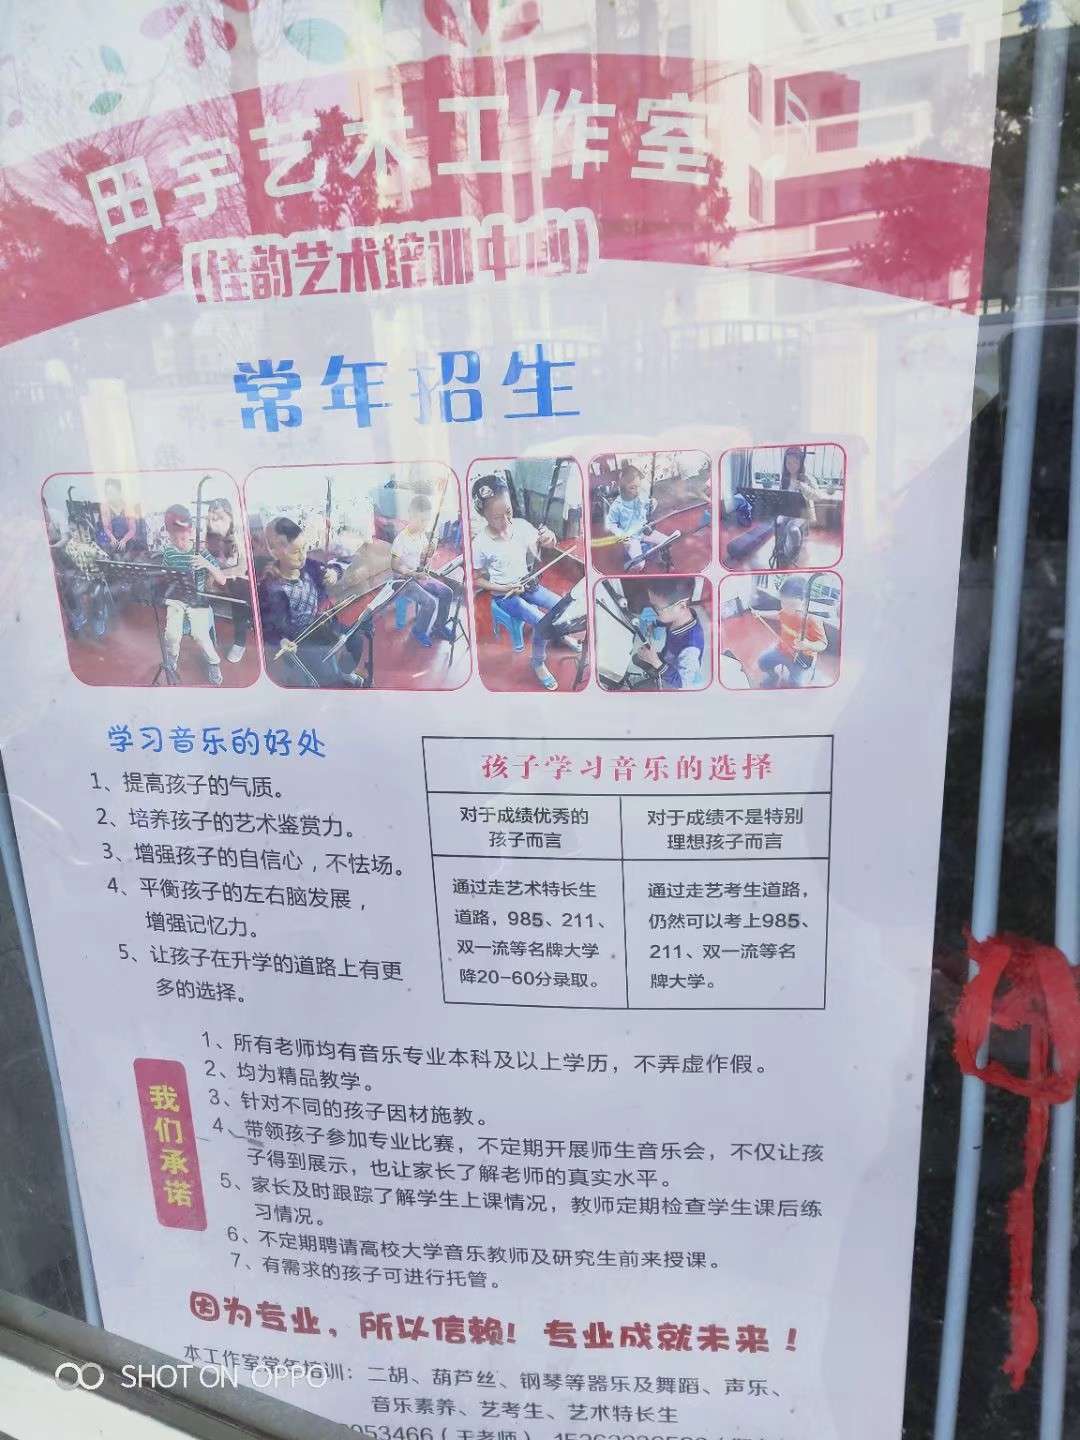 田宇艺术工作室
(佳韵艺术培训中心)
常年招生
学习音乐的好处
1、提高孩子的气质。
2、培养孩子的艺术鉴赏力。
3、增强孩子的自信心，不怯场。
4、平衡孩子的左右脑发展，
增强记忆力。
5、让孩子在升学的道路上有更
多的选择。
孩子学习音乐的选择
对于成绩优秀的
孩子而言
对于成绩不是特别
理想孩子而言
通过走艺术特长生
道路，985、211、
双一流等名牌大学
降20-60分录取。
通过走艺考生道路，
仍然可以考上985、
211、双一流等名
牌大学。
我们承诺
1、所有老师均有音乐专业本科及以上学历，不弄虚作假。
2、均为精品教学。
3、针对不同的孩子因材施教。
4、带领孩子参加专业比赛，不定期开展师生音乐会，不仅让孩
子得到展示，也让家长了解老师的真实水平。
5、家长及时跟踪了解学生上课情况，教师定期检查学生课后练
习情况。
6、不定期聘请高校大学音乐教师及研究生前来授课。
7、有需求的孩子可进行托管。
因为专业，所以信赖！专业成就未来！
本工作室常年培训：二胡、葫芦丝、钢琴等器乐及舞蹈、声乐、
音乐素养、艺考生、艺术特长生
953466（王老师）
SHOT ON OPPO